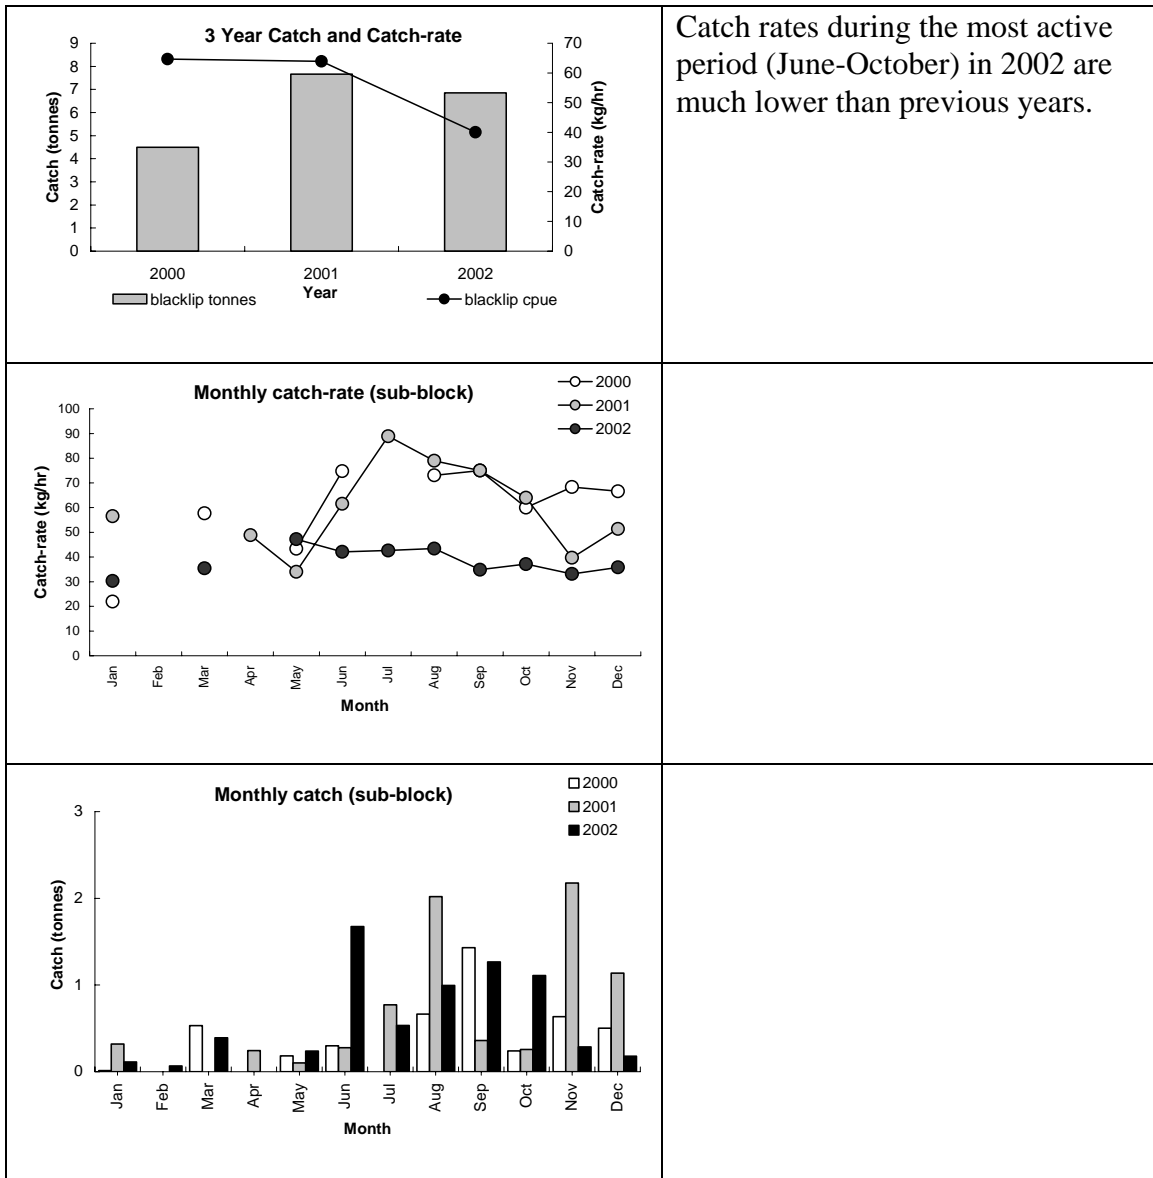 3 Year Catch and Catch-rate
9
8
7
6
5
4
3
2
1
0
Catch (tonnes)
70
60
50
40
30
20
10
0
Catch-rate (kg/hr)
2000 2001 2002
Year
blacklip tonnes blacklip cpue
Catch rates during the most active
period (June-October) in 2002 are
much lower than previous years.
Monthly catch-rate (sub-block)
2000
2001
2002
100
90
80
70
60
50
40
30
20
10
0
Catch-rate (kg/hr)
Jan Feb Mar Apr May Jun Jul Aug Sep Oct Nov Dec
Month
Monthly catch (sub-block)
2000
2001
2002
3
2
1
0
Catch (tonnes)
Jan Feb Mar Apr May Jun Jul Aug Sep Oct Nov Dec
Month